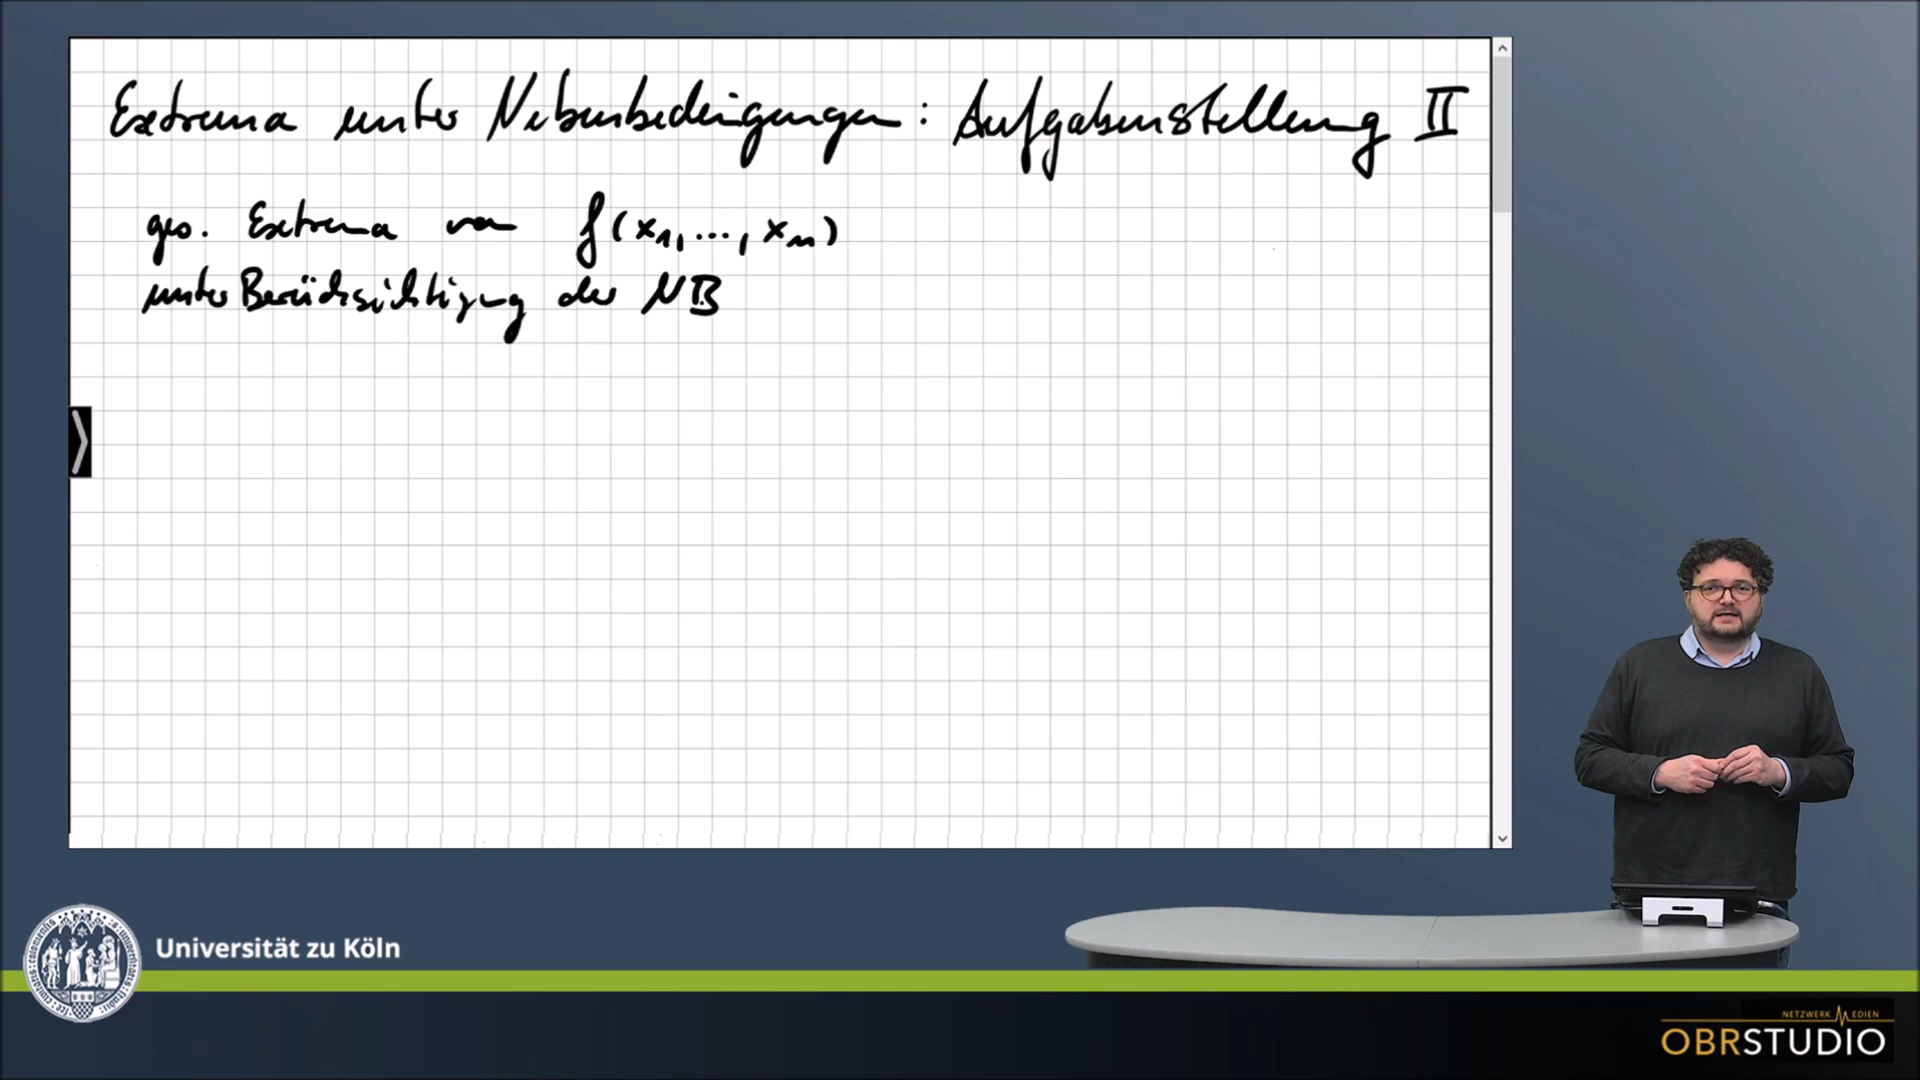 Extrema unter Nebenbedingungen: Aufgabenstellung II
ges. Extrema von f(x₁, ..., xₙ)
unter Berücksichtigung der NB
Universität zu Köln
NETZWERK MEDIEN
OBRSTUDIO